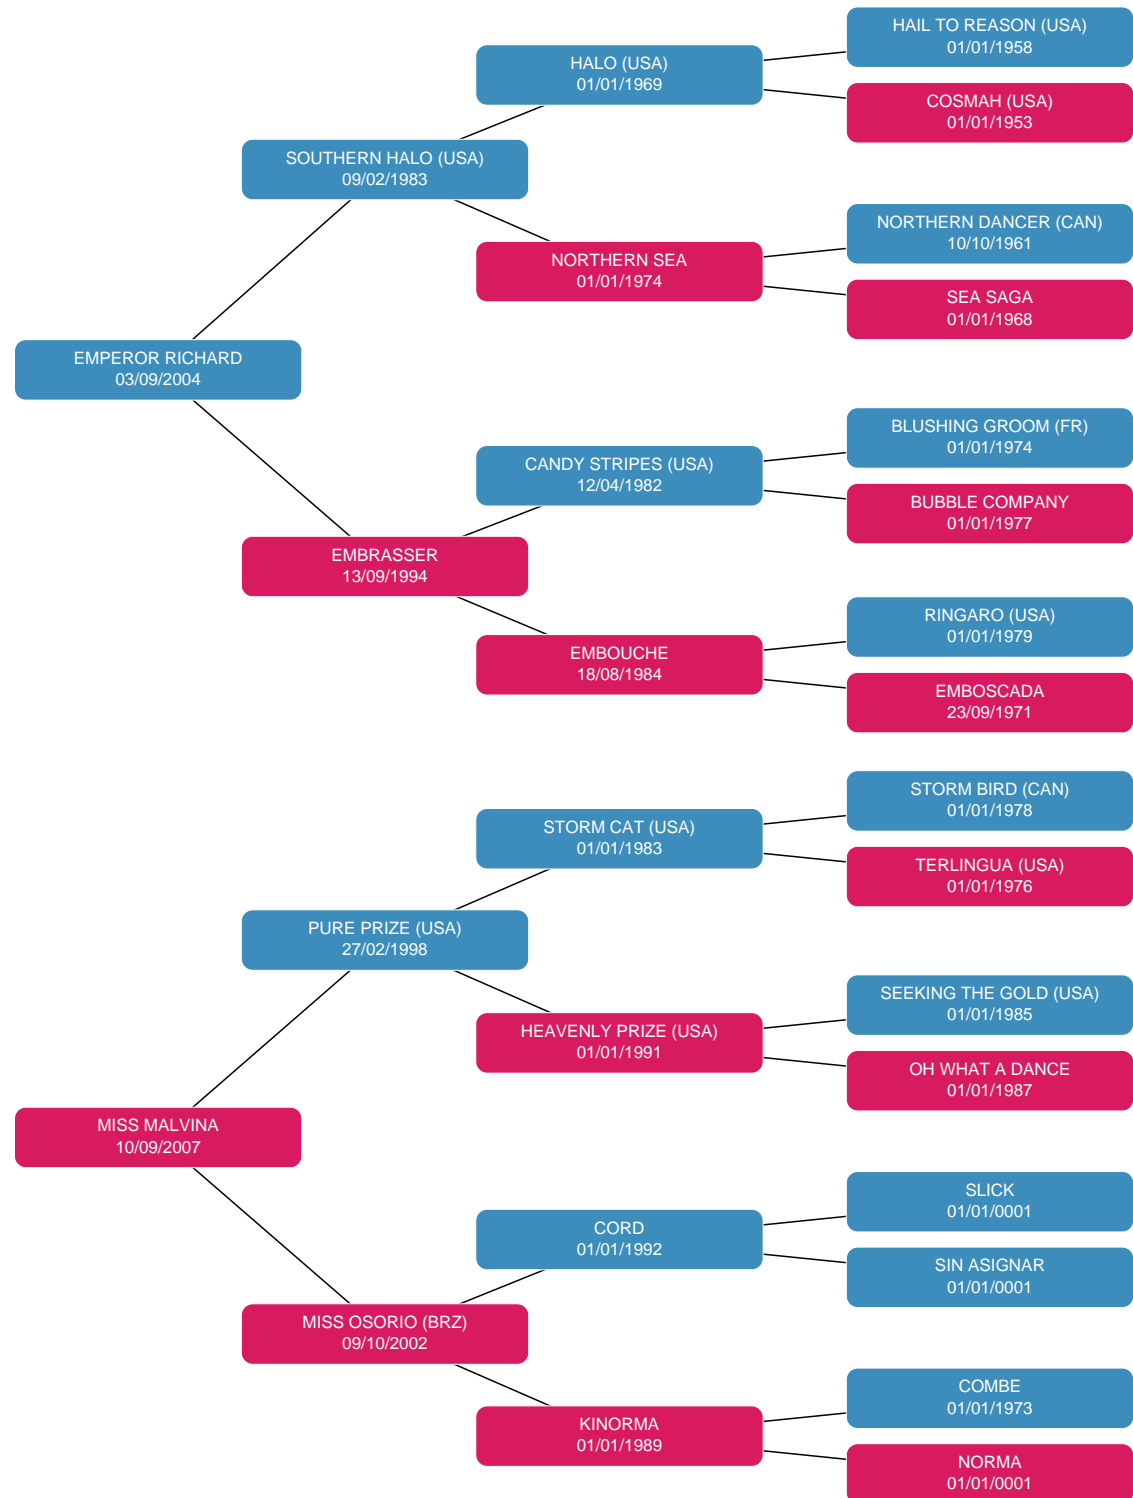 HAIL TO REASON (USA)
01/01/1958
HALO (USA)
01/01/1969
COSMAH (USA)
01/01/1953
SOUTHERN HALO (USA)
09/02/1983
NORTHERN DANCER (CAN)
10/10/1961
NORTHERN SEA
01/01/1974
SEA SAGA
01/01/1968
EMPEROR RICHARD
03/09/2004
BLUSHING GROOM (FR)
01/01/1974
CANDY STRIPES (USA)
12/04/1982
BUBBLE COMPANY
01/01/1977
EMBRASSER
13/09/1994
RINGARO (USA)
01/01/1979
EMBOUCHE
18/08/1984
EMBOSCADA
23/09/1971
STORM BIRD (CAN)
01/01/1978
STORM CAT (USA)
01/01/1983
TERLINGUA (USA)
01/01/1976
PURE PRIZE (USA)
27/02/1998
SEEKING THE GOLD (USA)
01/01/1985
HEAVENLY PRIZE (USA)
01/01/1991
OH WHAT A DANCE
01/01/1987
MISS MALVINA
10/09/2007
SLICK
01/01/0001
CORD
01/01/1992
SIN ASIGNAR
01/01/0001
MISS OSORIO (BRZ)
09/10/2002
COMBE
01/01/1973
KINORMA
01/01/1989
NORMA
01/01/0001